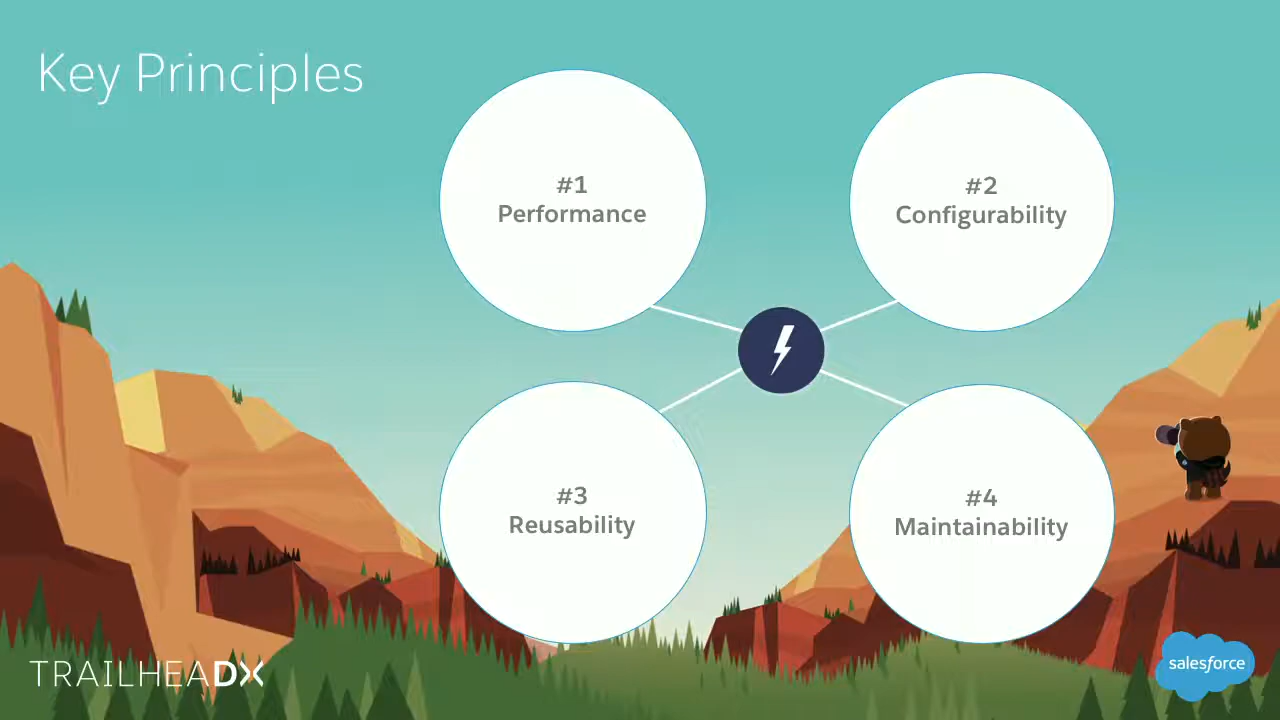 Key Principles
#1
Performance
#2
Configurability
#3
Reusability
#4
Maintainability
TRAILHEADX
salesforce